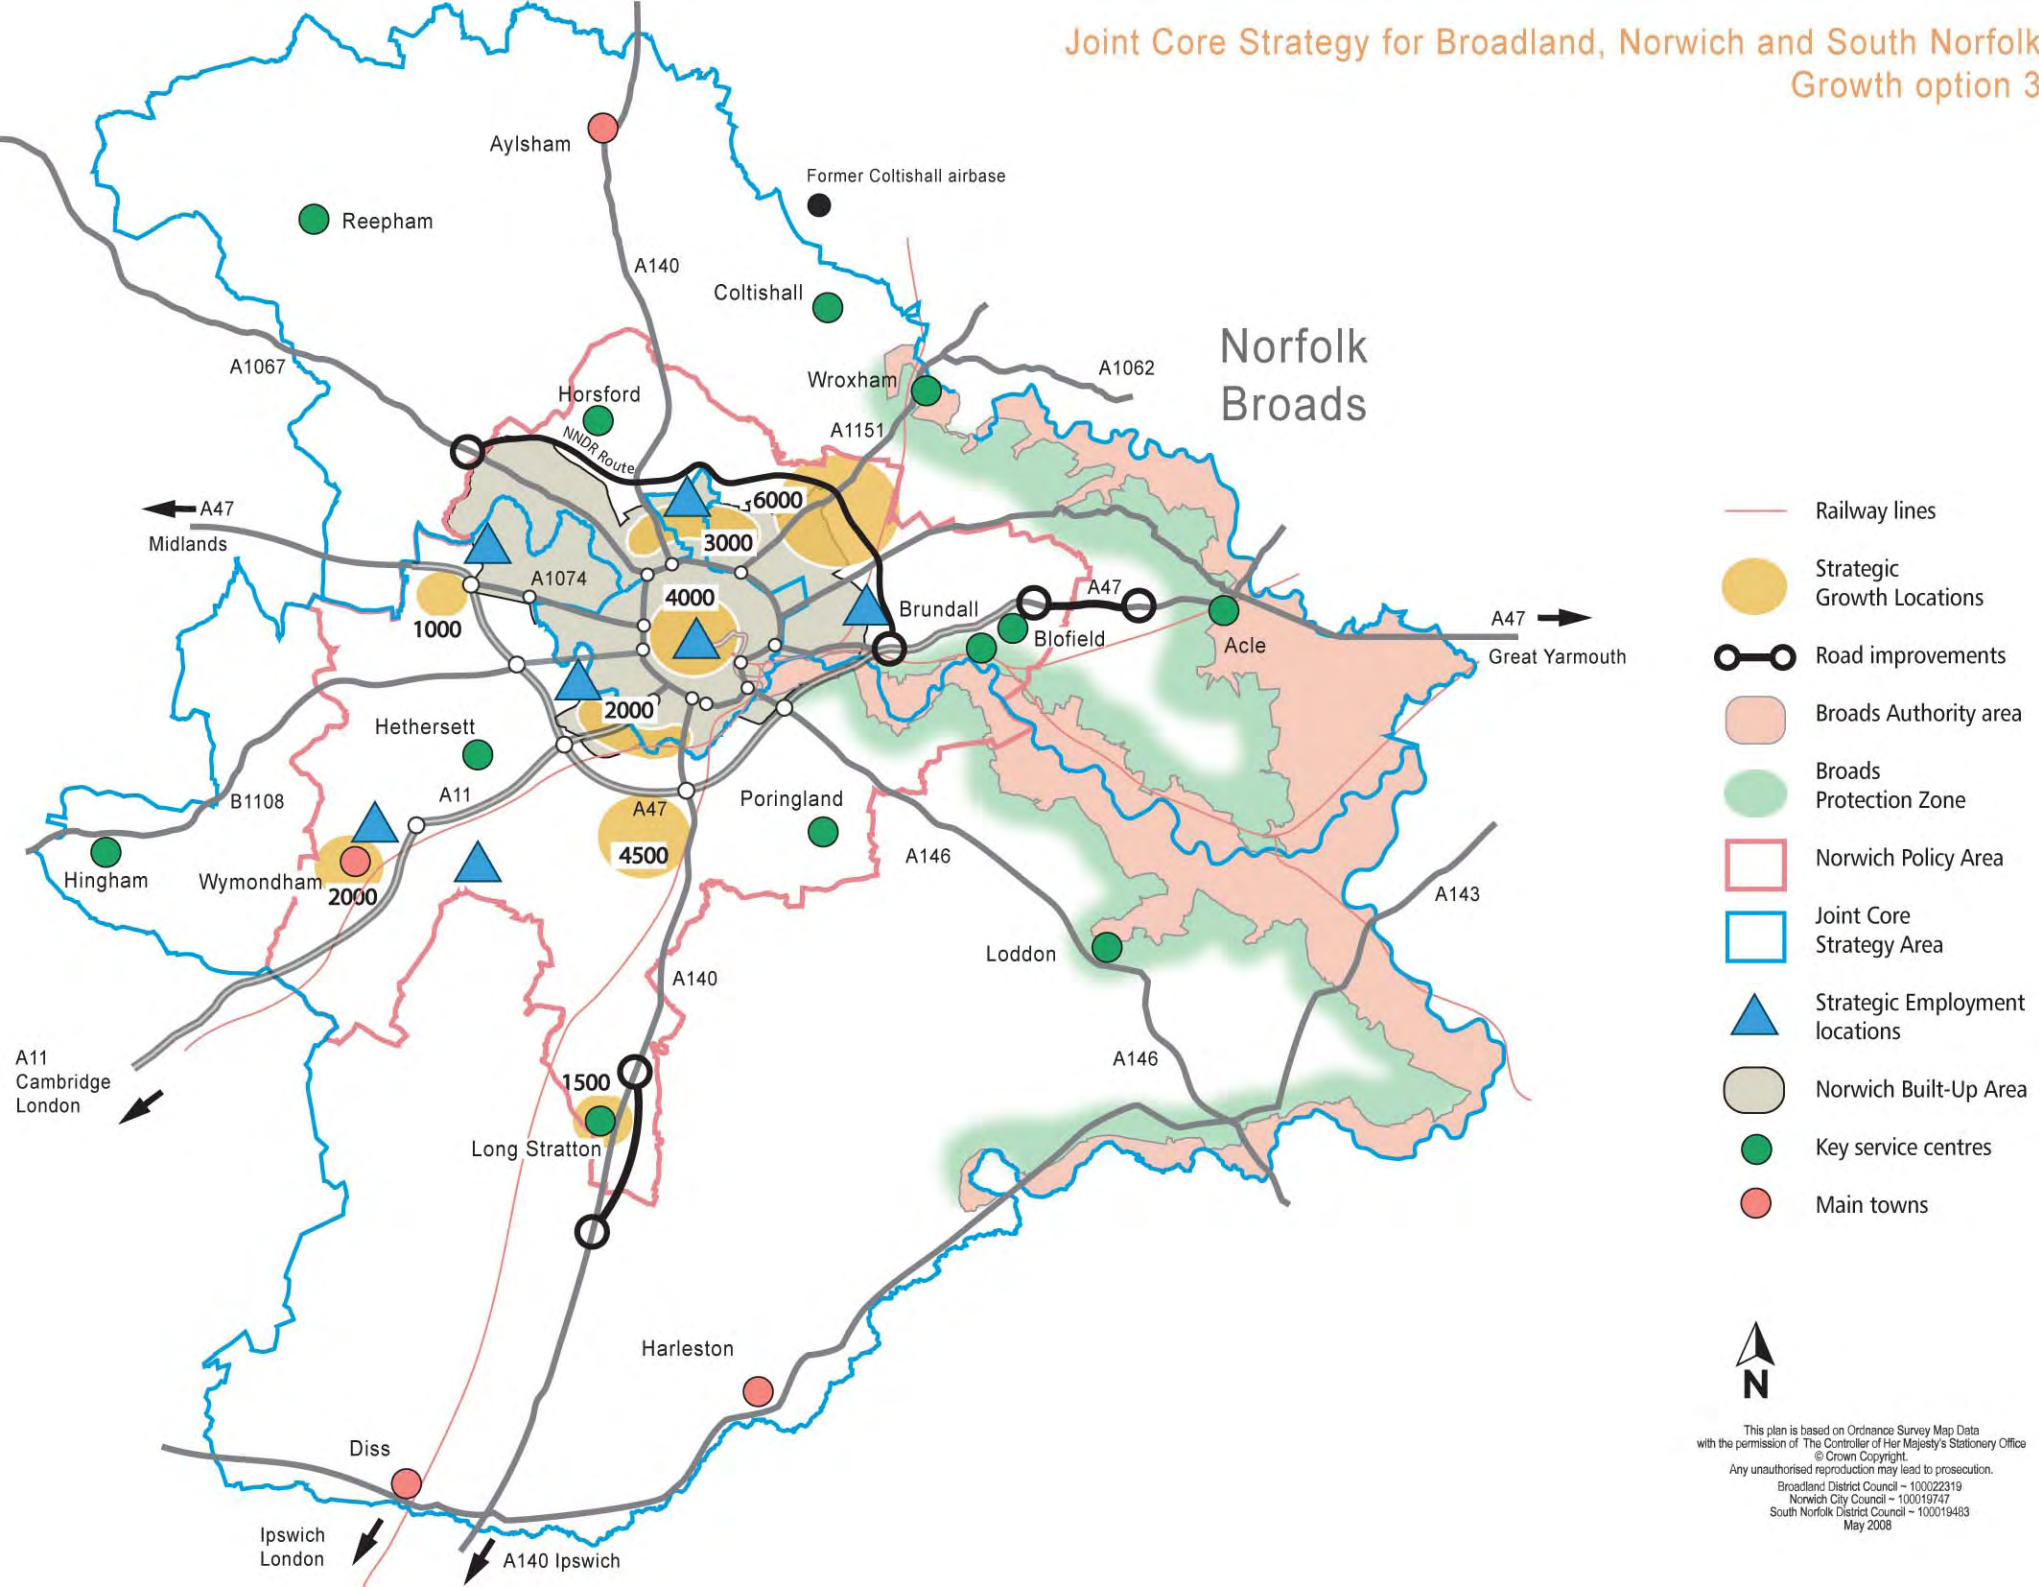 Joint Core Strategy for Broadland, Norwich and South Norfolk
Growth option 3
Aylsham
Former Coltishall airbase
Reepham
A140
Coltishall
Norfolk
Broads
A1067
A1062
Wroxham
Horsford
A1151
NNDR Route
A47
Midlands
6000
3000
A1074
4000
1000
Brundall
A47
Blofield
Acle
A47
Great Yarmouth
2000
Hethersett
B1108
A11
A47
Poringland
4500
A146
Hingham
Wymondham
2000
A143
Loddon
A140
A11
Cambridge
London
A146
1500
Long Stratton
Harleston
Diss
Ipswich
London
A140 Ipswich
Railway lines
Strategic
Growth Locations
Road improvements
Broads Authority area
Broads
Protection Zone
Norwich Policy Area
Joint Core
Strategy Area
Strategic Employment
locations
Norwich Built-Up Area
Key service centres
Main towns
N
This plan is based on Ordnance Survey Map Data
with the permission of The Controller of Her Majesty's Stationery Office
© Crown Copyright.
Any unauthorised reproduction may lead to prosecution.
Broadland District Council ~ 100022319
Norwich City Council ~ 100019747
South Norfolk District Council ~ 100019483
May 2008